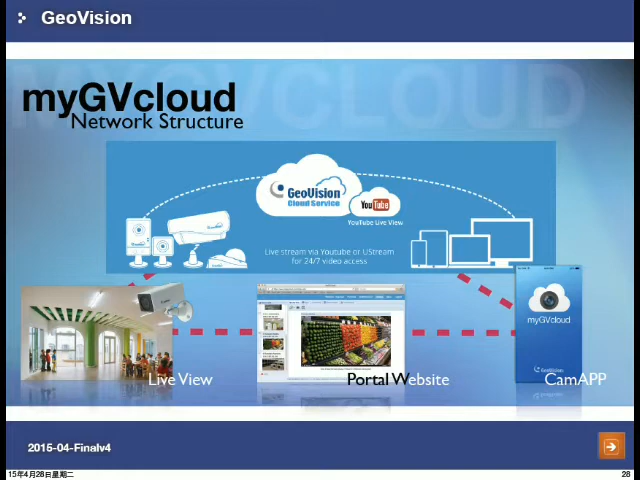 GeoVision
MYGVCLOUD
myGVcloud
Network Structure
GeoVision
Cloud Service
YouTube
YouTube Live View
Live stream via Youtube or UStream
for 24/7 video access
myGVcloud
GeoVision
Live View
Portal Website
CamAPP
2015-04-Finalv4
15年4月28日星期二
28